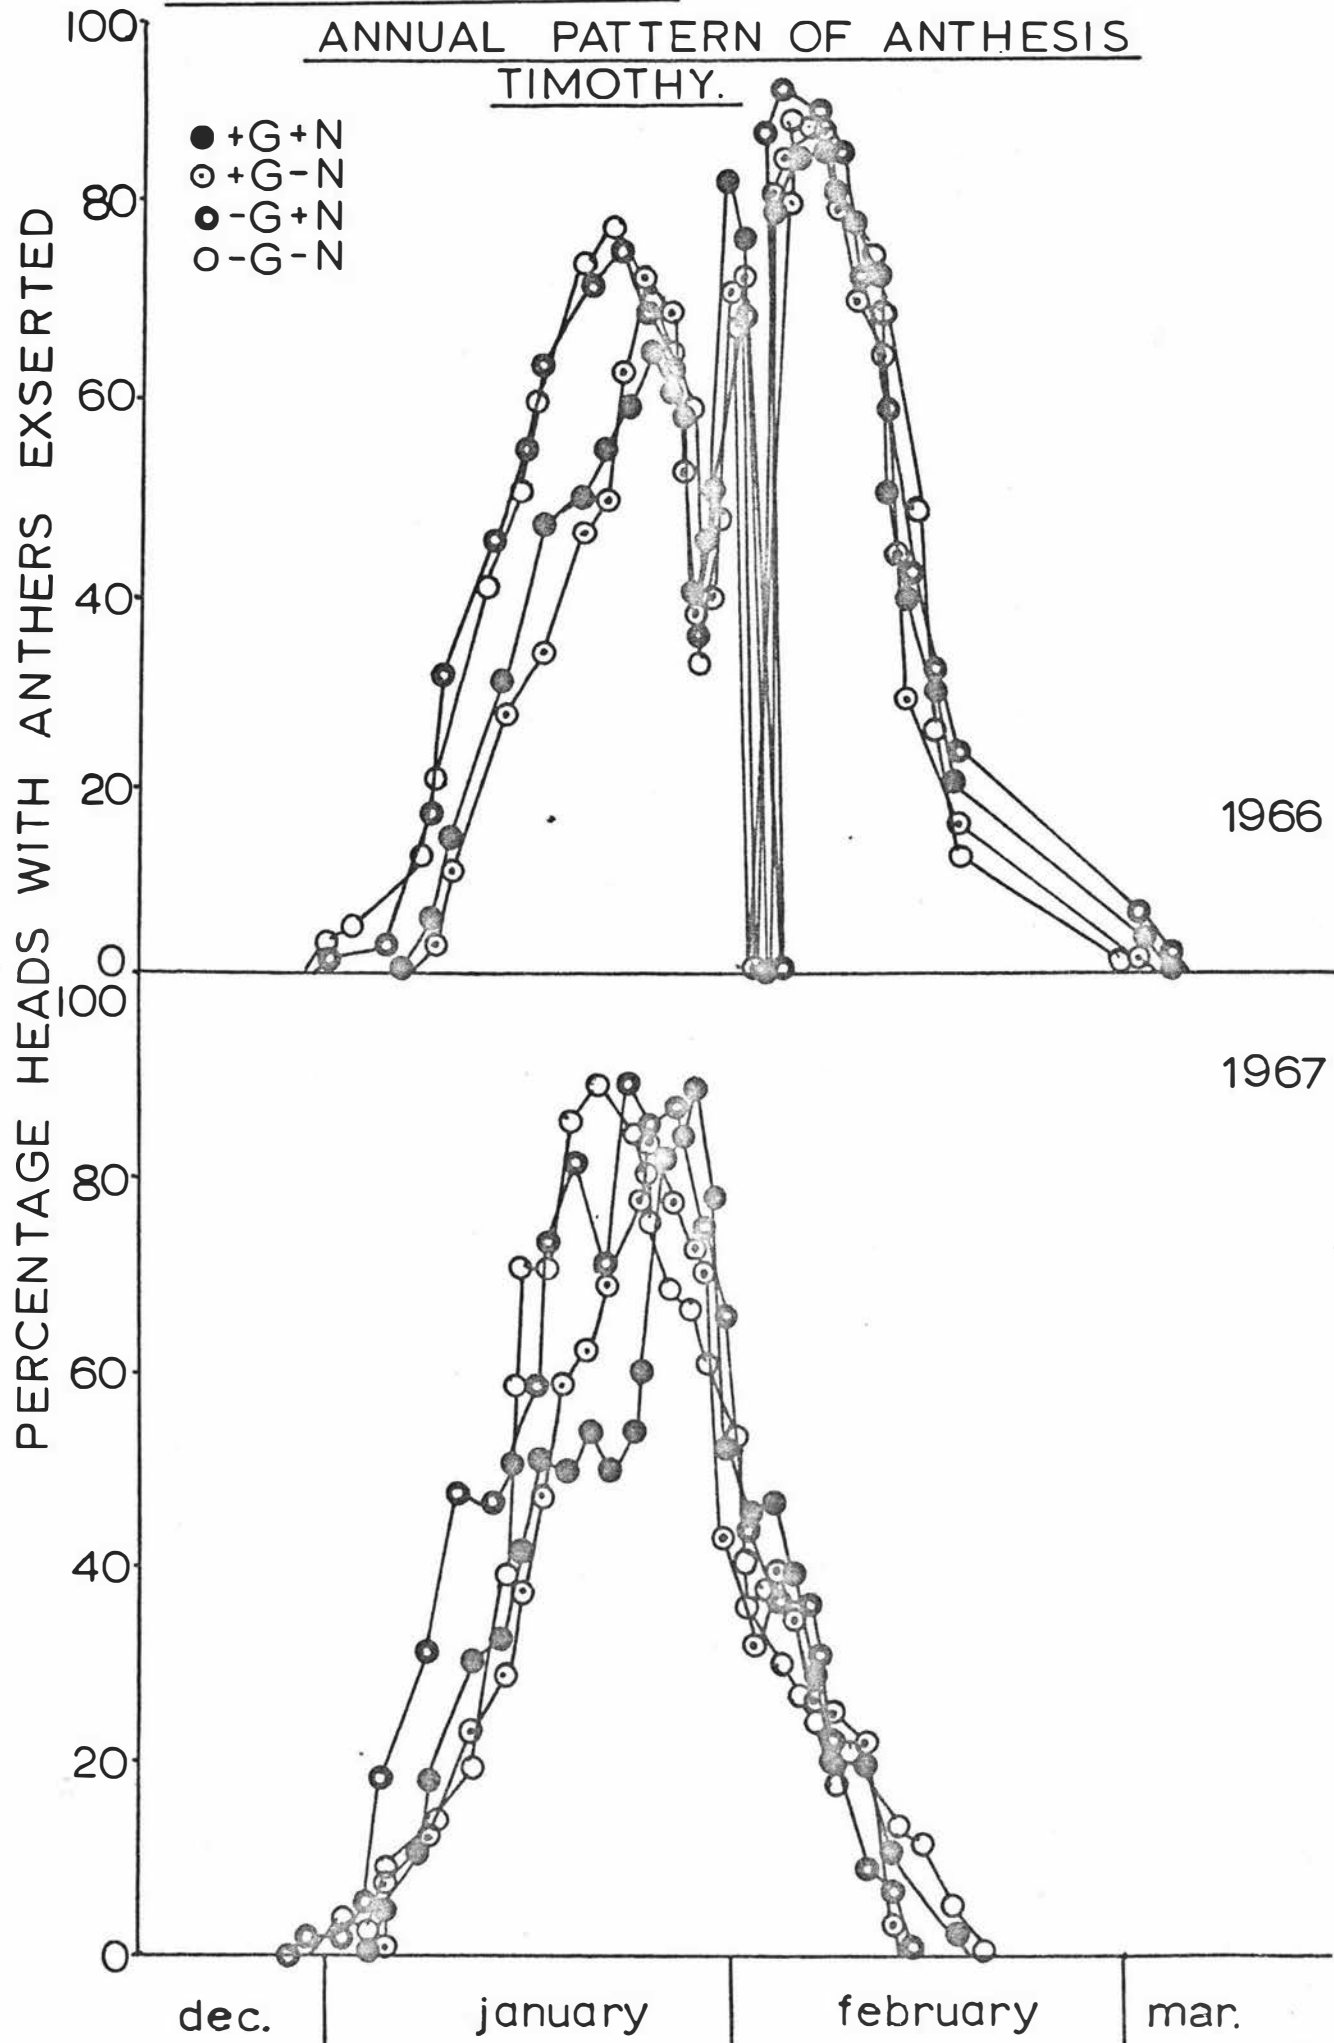 ANNUAL PATTERN OF ANTHESIS
TIMOTHY.
+G+N
+G-N
-G+N
-G-N
PERCENTAGE HEADS WITH ANTHERS EXSERTED
100
80
60
40
20
0
1966
100
80
60
40
20
0
1967
dec.
january
february
mar.